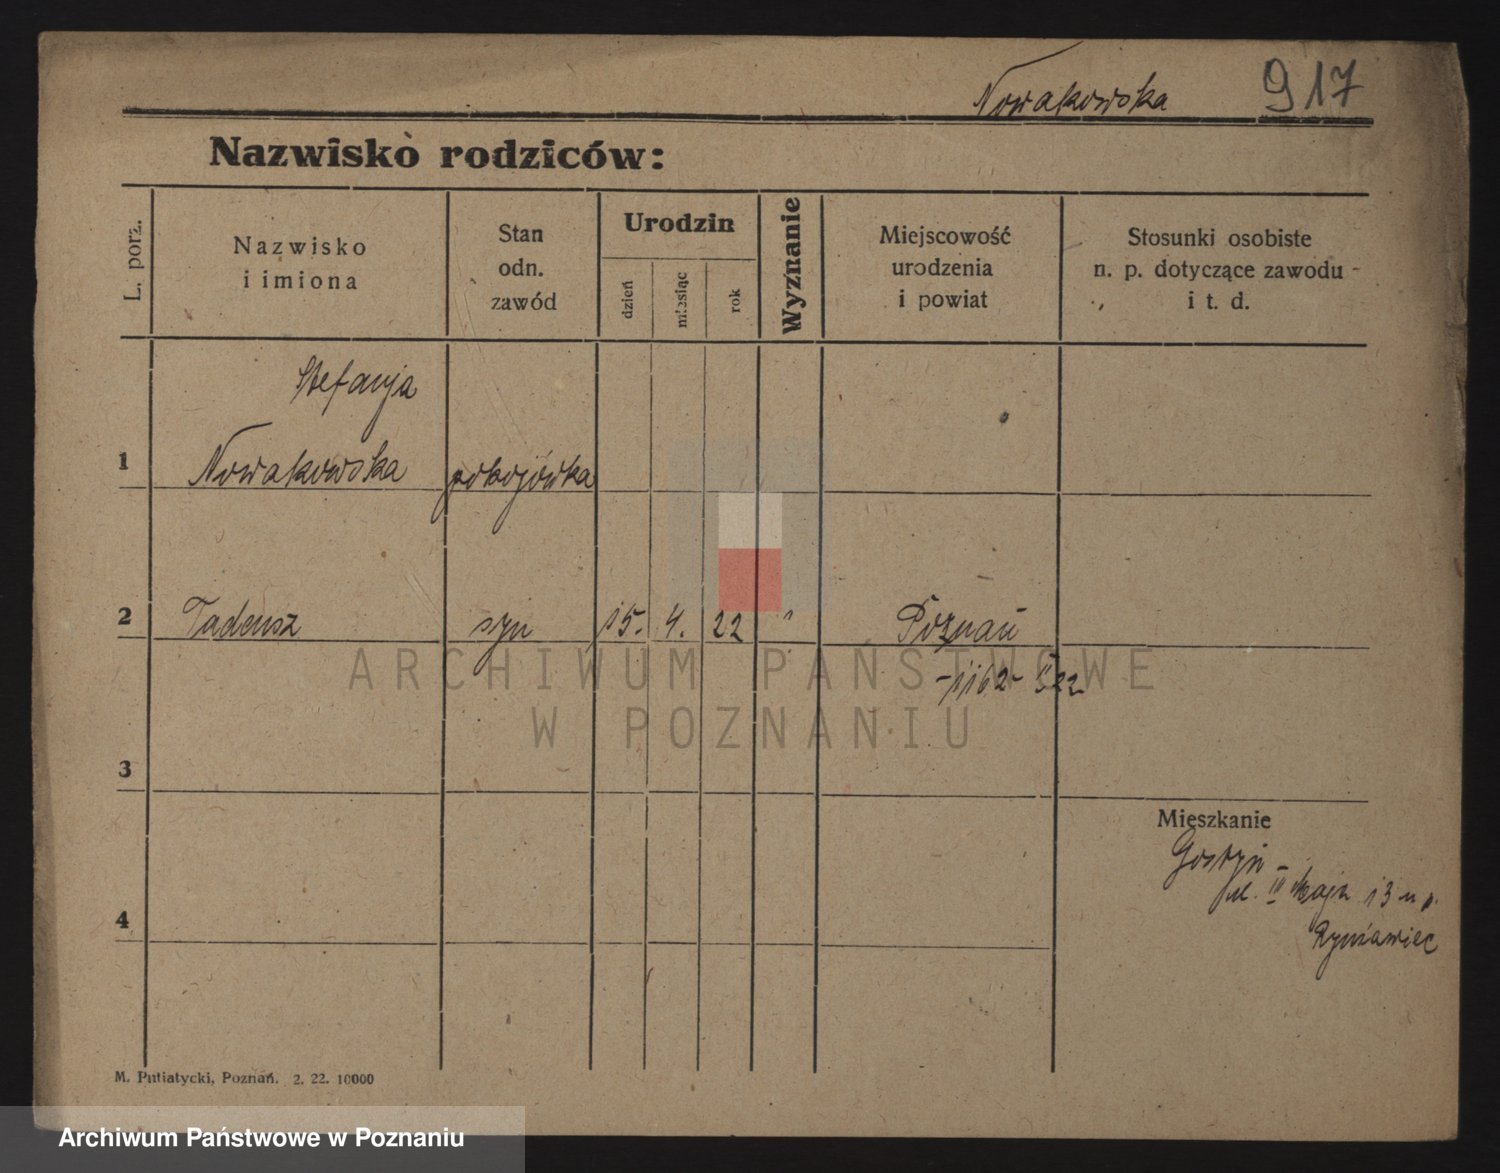 Nowakowska 917
Nazwisko rodziców:
L. porz.
Nazwisko
i imiona
Stan
odn.
zawód
Urodzin
dzień
miesiąc
rok
Wyznanie
Miejscowość
urodzenia
i powiat
Stosunki osobiste
n. p. dotyczące zawodu
i t. d.
Stefanja
1 Nowakowska pokojówka
2 Tadeusz syn 15. 4. 22 " Poznań
ARCHIWUM PAŃSTWOWE
W POZNANIU
3
Mieszkanie
Gostyń
ul. III Maja 13 u p.
4
M. Putiatycki, Poznań. 2. 22. 10000
Archiwum Państwowe w Poznaniu